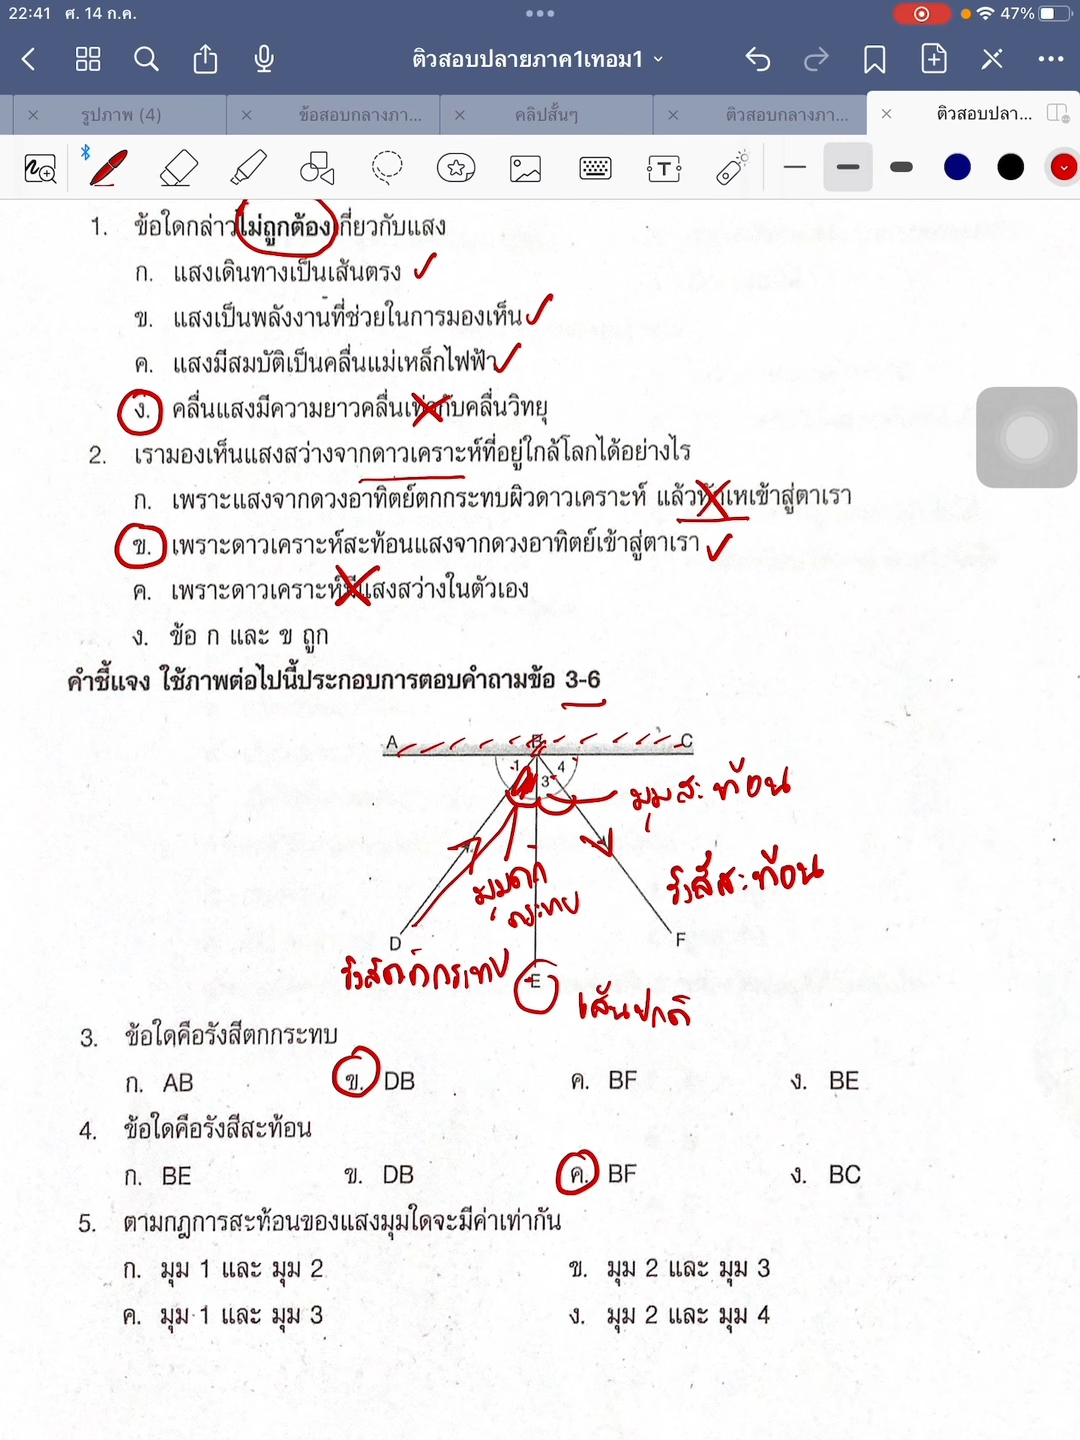 22:41 ศ. 14 ก.ค.
47%
ติวสอบปลายภาค1เทอม1
รูปภาพ (4)
ข้อสอบกลางภา...
คลิปสั้นๆ
ติวสอบกลางภา...
ติวสอบปลา...
1. ข้อใดกล่าวไม่ถูกต้องกี่ยวกับแสง
ก. แสงเดินทางเป็นเส้นตรง
ข. แสงเป็นพลังงานที่ช่วยในการมองเห็น
ค. แสงมีสมบัติเป็นคลื่นแม่เหล็กไฟฟ้า
ง. คลื่นแสงมีความยาวคลื่นเท่ากับคลื่นวิทยุ
2. เรามองเห็นแสงสว่างจากดาวเคราะห์ที่อยู่ใกล้โลกได้อย่างไร
ก. เพราะแสงจากดวงอาทิตย์ตกกระทบผิวดาวเคราะห์ แล้วหักเหเข้าสู่ตาเรา
ข. เพราะดาวเคราะห์สะท้อนแสงจากดวงอาทิตย์เข้าสู่ตาเรา
ค. เพราะดาวเคราะห์มีแสงสว่างในตัวเอง
ง. ข้อ ก และ ข ถูก
คำชี้แจง ใช้ภาพต่อไปนี้ประกอบการตอบคำถามข้อ 3-6
A B C
1 3 4
มุมสะท้อน
มุมตก
กระทบ
รังสีสะท้อน
D F
รังสีตกกระทบ
E
เส้นปกติ
3. ข้อใดคือรังสีตกกระทบ
ก. AB ข. DB ค. BF ง. BE
4. ข้อใดคือรังสีสะท้อน
ก. BE ข. DB ค. BF ง. BC
5. ตามกฎการสะท้อนของแสงมุมใดจะมีค่าเท่ากัน
ก. มุม 1 และ มุม 2 ข. มุม 2 และ มุม 3
ค. มุม 1 และ มุม 3 ง. มุม 2 และ มุม 4